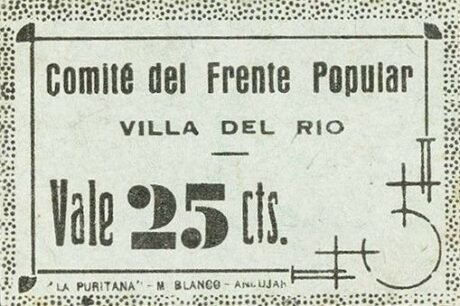 Comité del Frente Popular
VILLA DEL RIO
Vale 25 cts.
"LA PURITANA" - M. BLANCO - ANDUJAR